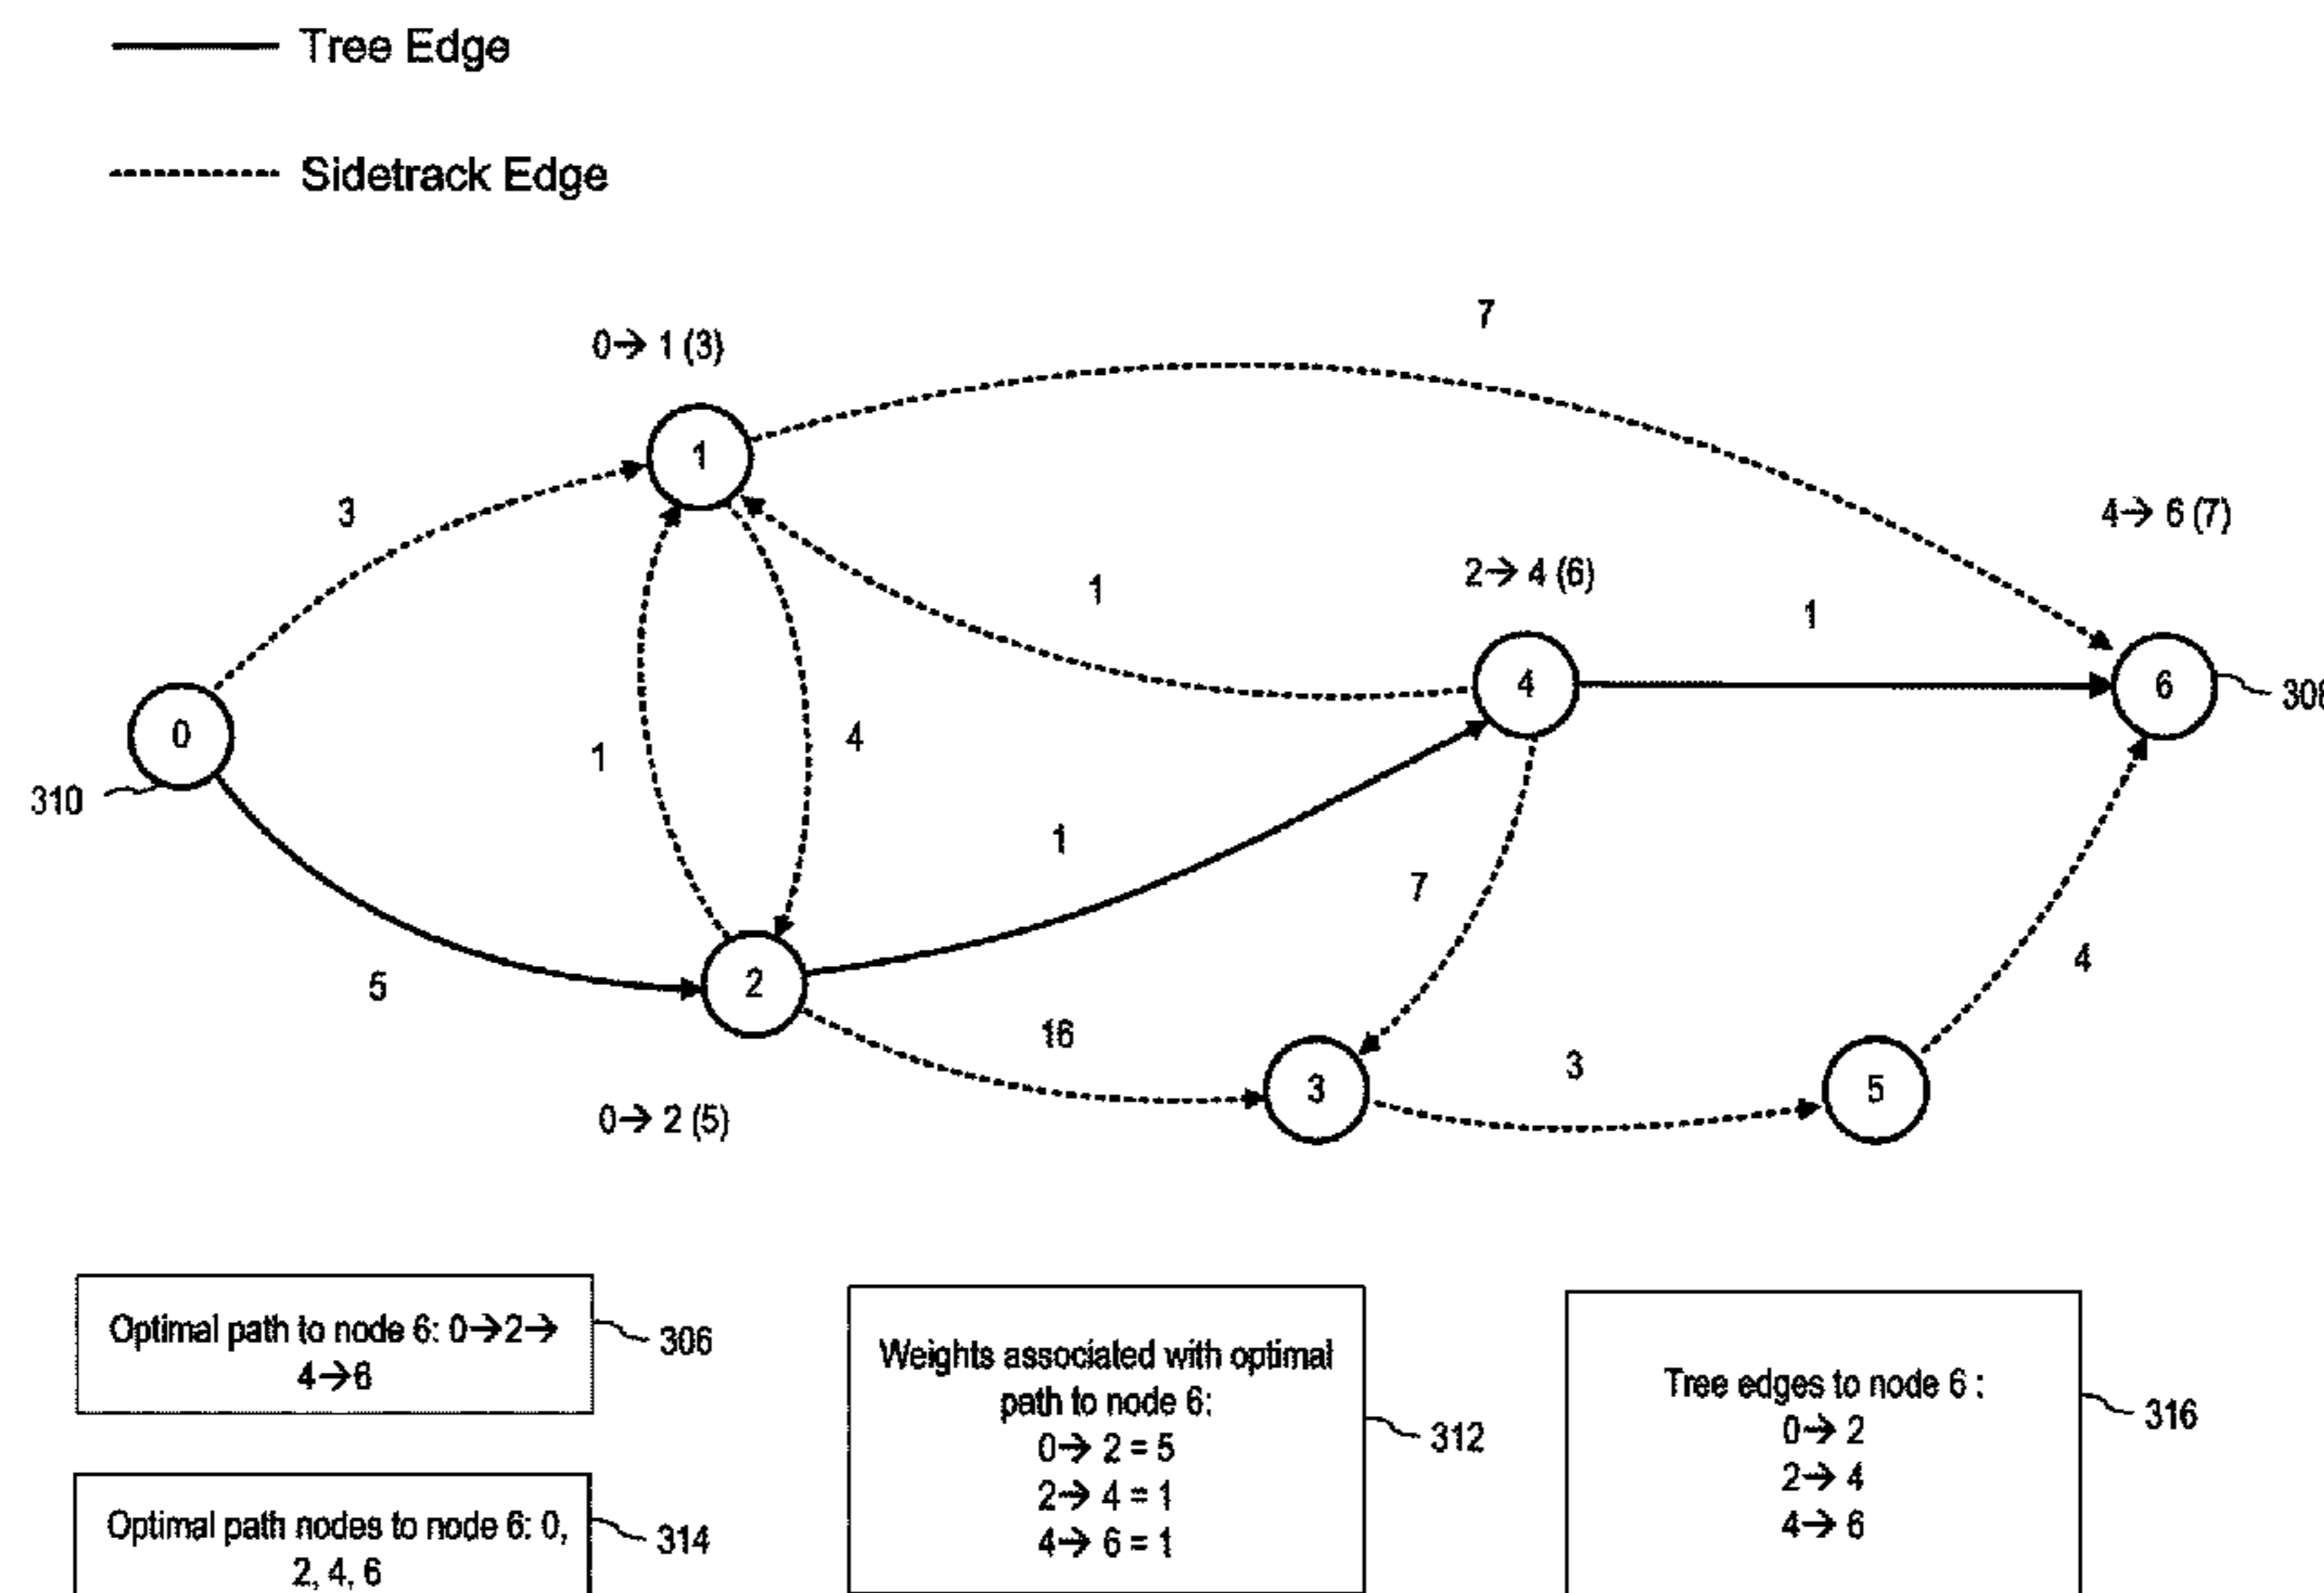 Tree Edge
Sidetrack Edge
7
0→ 1 (3)
1
3
4→ 6 (7)
1
2→ 4 (6)
1
4
6
308
0
1
4
310
1
7
5
2
16
4
3
3
5
0→ 2 (5)
Optimal path to node 6: 0→2→
4→6
306
Weights associated with optimal
path to node 6:
0→ 2 = 5
2→ 4 = 1
4→ 6 = 1
312
Tree edges to node 6 :
0→ 2
2→ 4
4→ 6
316
Optimal path nodes to node 6: 0,
2, 4, 6
314